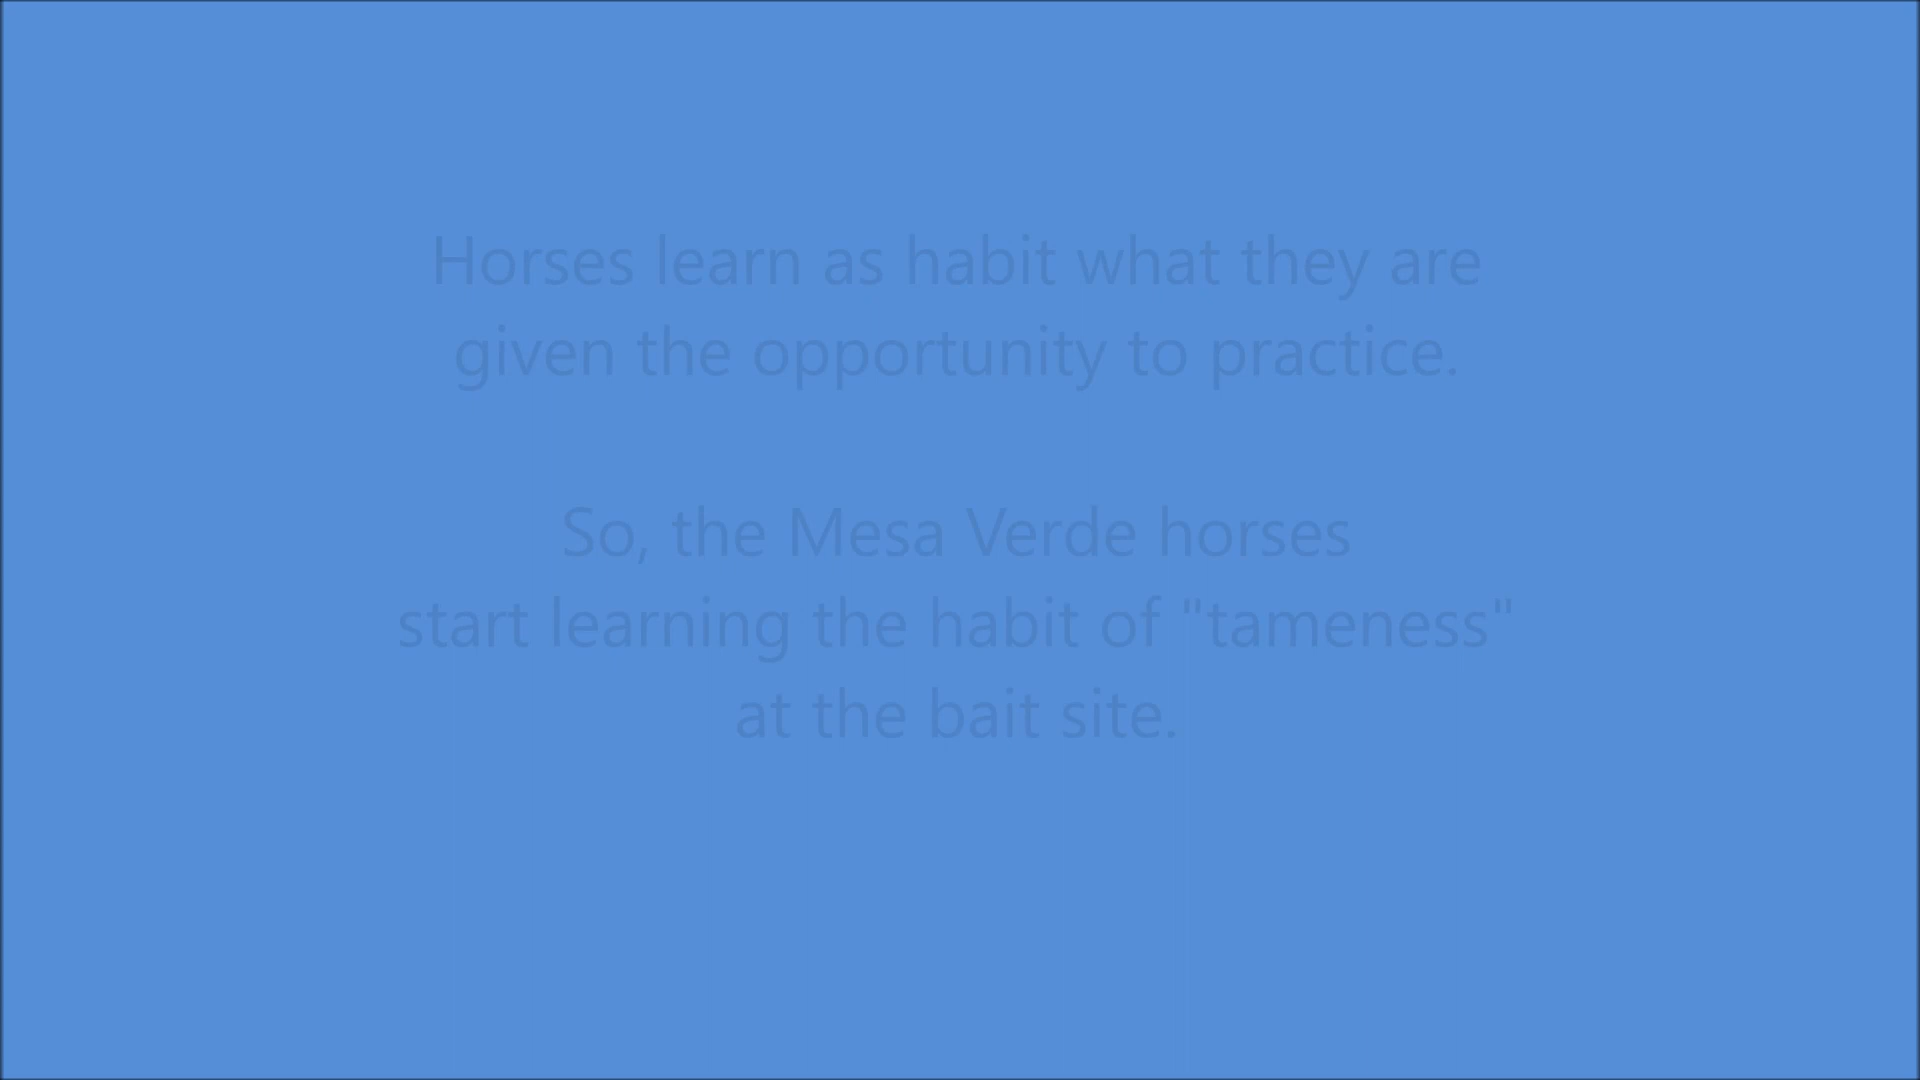 Horses learn as habit what they are
given the opportunity to practice.
So, the Mesa Verde horses
start learning the habit of "tameness"
at the bait site.